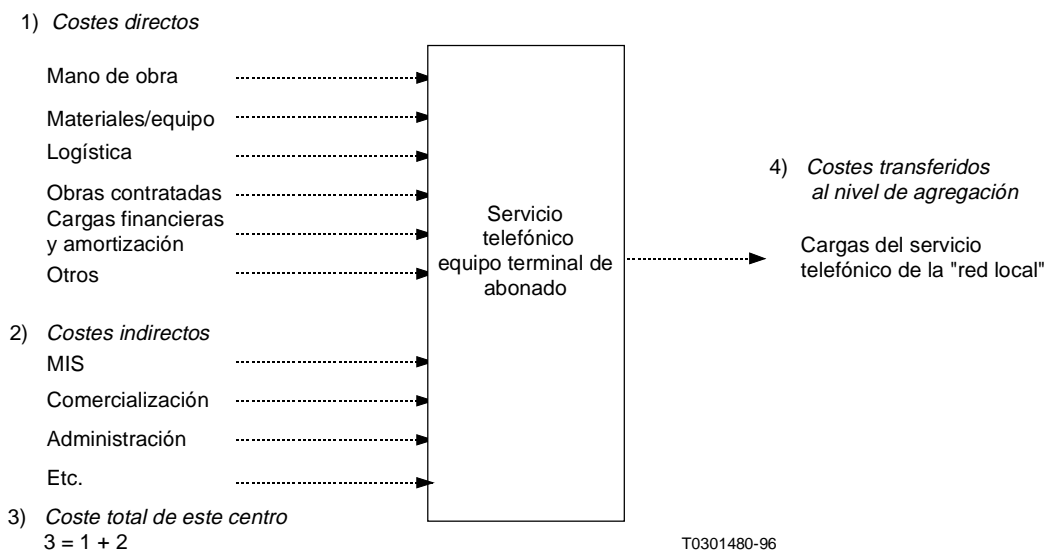 1) Costes directos
Mano de obra
Materiales/equipo
Logística
Obras contratadas
Cargas financieras
y amortización
Otros
2) Costes indirectos
MIS
Comercialización
Administración
Etc.
3) Coste total de este centro
3 = 1 + 2
Servicio
telefónico
equipo terminal de
abonado
4) Costes transferidos
al nivel de agregación
Cargas del servicio
telefónico de la "red local"
T0301480-96